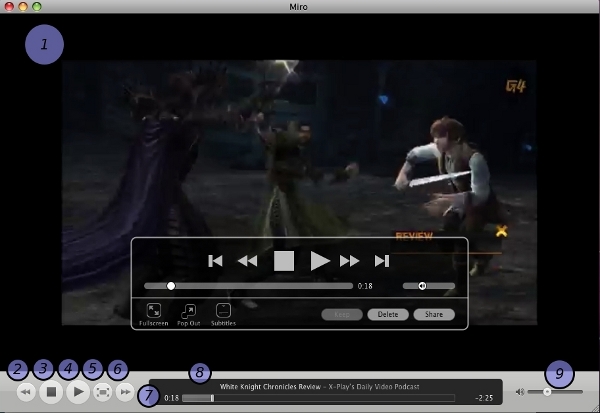 Miro
1
G4
REVIEW
0:18
Fullscreen Pop Out Subtitles Keep Delete Share
2 3 4 5 6 7 8 9
White Knight Chronicles Review - X-Play's Daily Video Podcast
0:18 -2:25